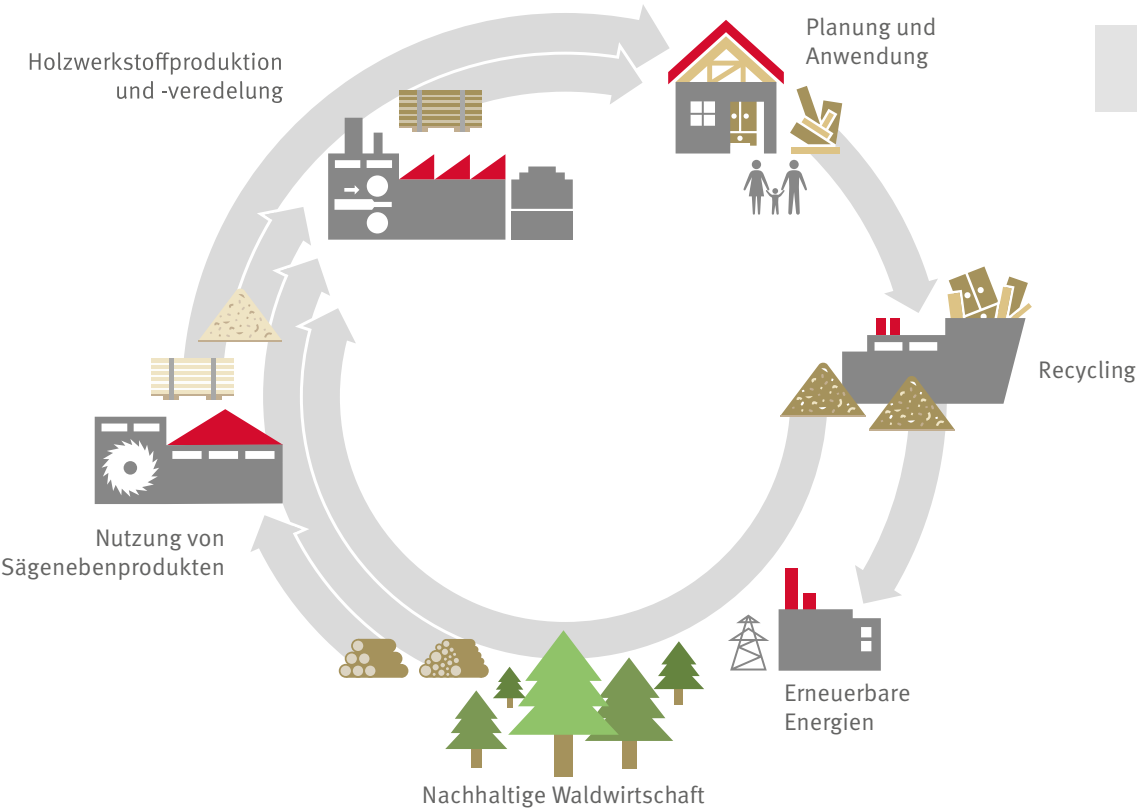 Holzwerkstoffproduktion
und -veredelung
Planung und
Anwendung
Recycling
Nutzung von
Sägenebenprodukten
Erneuerbare
Energien
Nachhaltige Waldwirtschaft